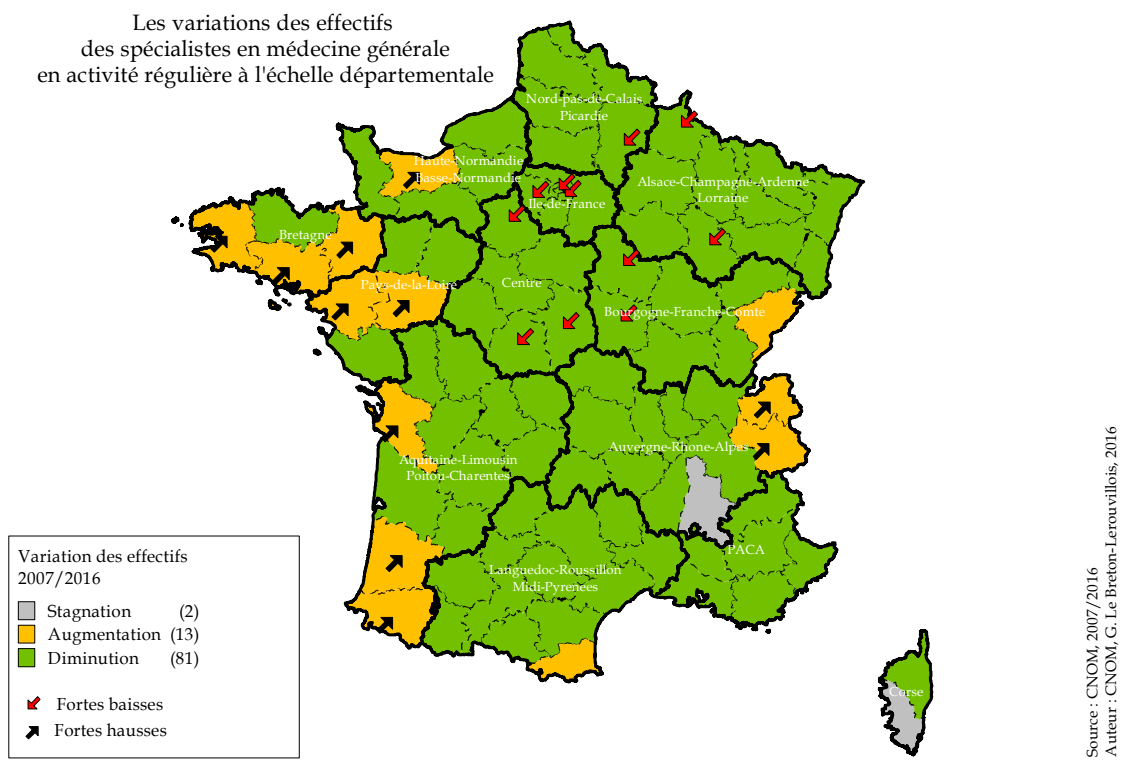 Les variations des effectifs
des spécialistes en médecine générale
en activité régulière à l'échelle départementale
Nord-pas-de-Calais
Picardie
Haute-Normandie
Basse-Normandie
Alsace-Champagne-Ardenne
Lorraine
Ile-de-France
Bretagne
Pays-de-la-Loire
Centre
Bourgogne-Franche-Comte
Auvergne-Rhone-Alpes
Aquitaine-Limousin
Poitou-Charentes
PACA
Languedoc-Roussillon
Midi-Pyrenees
Corse
Variation des effectifs
2007/2016
Stagnation (2)
Augmentation (13)
Diminution (81)
Fortes baisses
Fortes hausses
Source : CNOM, 2007/2016
Auteur : CNOM, G. Le Breton-Lerouvillois, 2016